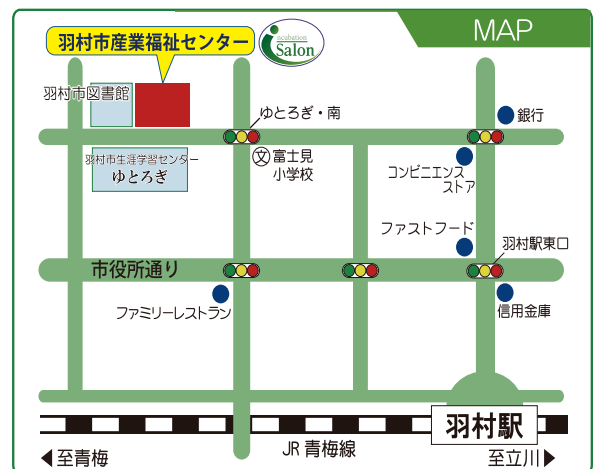 MAP
羽村市産業福祉センター
incubation
Salon
羽村市図書館
ゆとろぎ・南
銀行
文
富士見
小学校
羽村市生涯学習センター
ゆとろぎ
コンビニエンス
ストア
ファストフード
羽村駅東口
市役所通り
ファミリーレストラン
信用金庫
羽村駅
JR 青梅線
至青梅
至立川